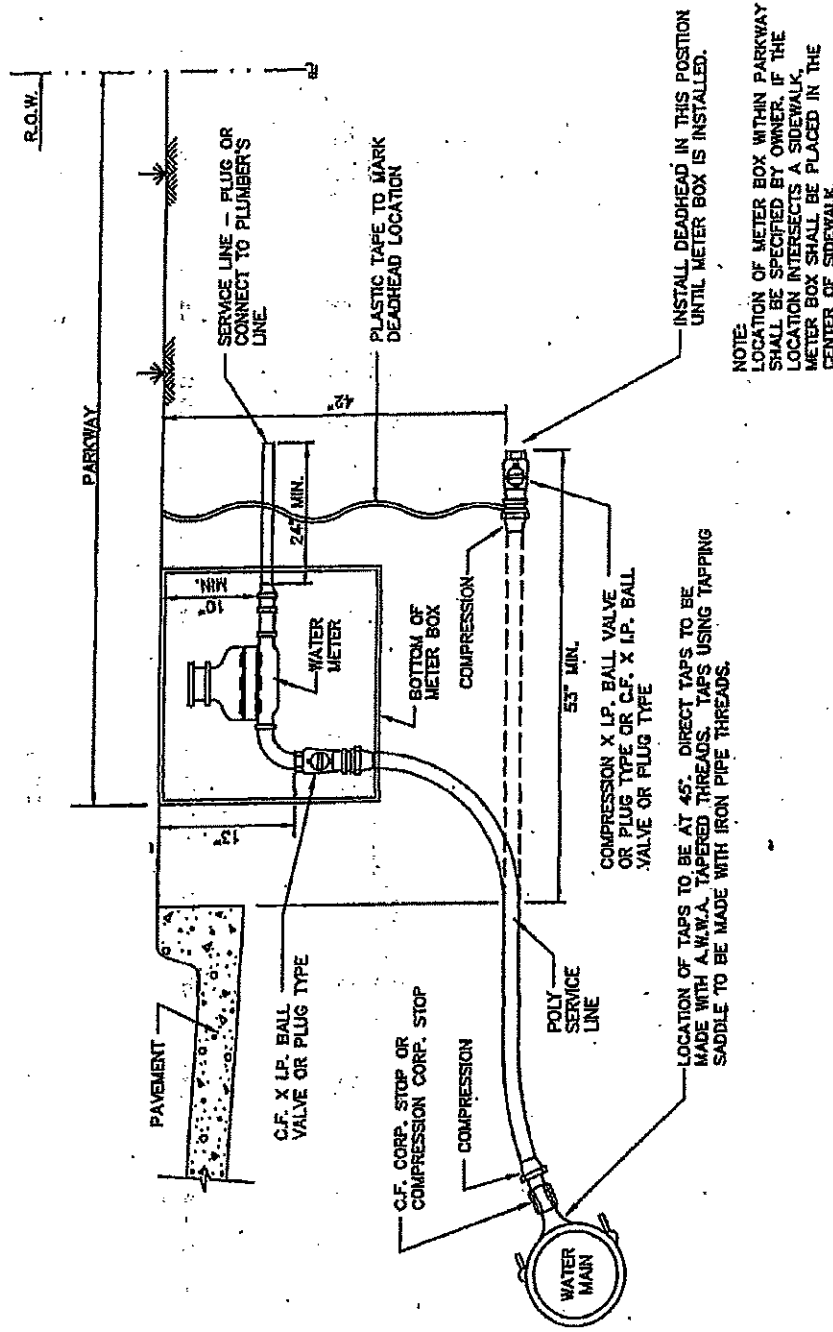 R.O.W.
PARKWAY
PAVEMENT
C.F. X I.P. BALL
VALVE OR PLUG TYPE
13"
10"
MIN.
WATER
METER
24" MIN.
SERVICE LINE – PLUG OR
CONNECT TO PLUMBER'S
LINE
PLASTIC TAPE TO MARK
DEADHEAD LOCATION
42"
BOTTOM OF
METER BOX
COMPRESSION
C.F. CORP. STOP OR
COMPRESSION CORP. STOP
COMPRESSION
POLY
SERVICE
LINE
53" MIN.
COMPRESSION X I.P. BALL VALVE
OR PLUG TYPE OR C.F. X I.P. BALL
VALVE OR PLUG TYPE
INSTALL DEADHEAD IN THIS POSITION
UNTIL METER BOX IS INSTALLED.
WATER
MAIN
LOCATION OF TAPS TO BE AT 45°. DIRECT TAPS TO BE
MADE WITH A.W.W.A. TAPERED THREADS. TAPS USING TAPPING
SADDLE TO BE MADE WITH IRON PIPE THREADS.
NOTE:
LOCATION OF METER BOX WITHIN PARKWAY
SHALL BE SPECIFIED BY OWNER. IF THE
LOCATION INTERSECTS A SIDEWALK,
METER BOX SHALL BE PLACED IN THE
CENTER OF SIDEWALK.